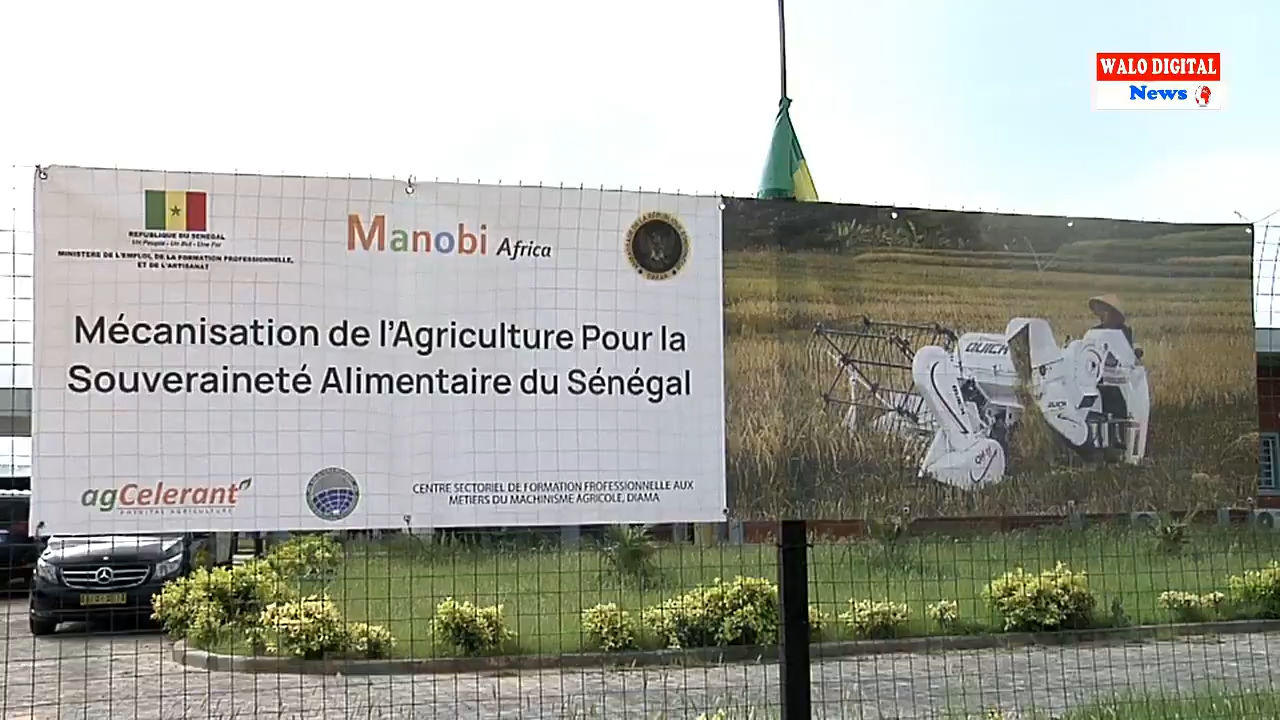 WALO DIGITAL
News
REPUBLIQUE DU SENEGAL
Un Peuple - Un But - Une Foi
MINISTERE DE L'EMPLOI, DE LA FORMATION PROFESSIONNELLE,
ET DE L'ARTISANAT
Manobi Africa
Mécanisation de l'Agriculture Pour la
Souveraineté Alimentaire du Sénégal
agCelerant
CENTRE SECTORIEL DE FORMATION PROFESSIONNELLE AUX
METIERS DU MACHINISME AGRICOLE, DIAMA
QUICK